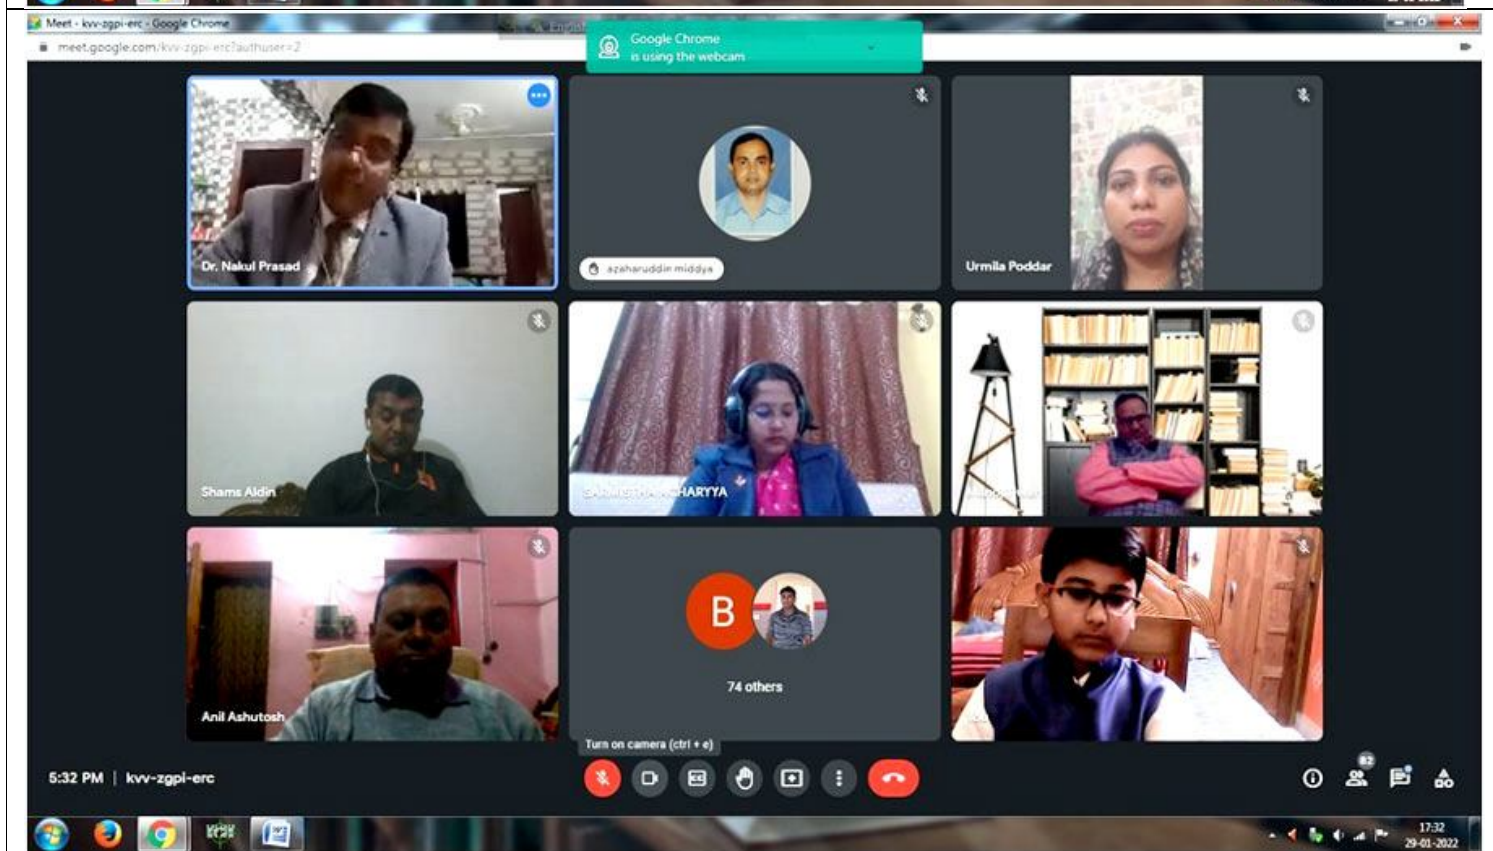 Meet - kvv-zgpi-erc - Google Chrome
meet.google.com/kvv-zgpi-erc?authuser=2
Google Chrome
is using the webcam
Dr. Nakul Prasad
azaharuddin middya
Urmila Poddar
Shams Aldin
ACHARYYA
Anil Ashutosh
B
74 others
Turn on camera (ctrl + e)
5:32 PM | kvv-zgpi-erc
82
17:32
29-01-2022